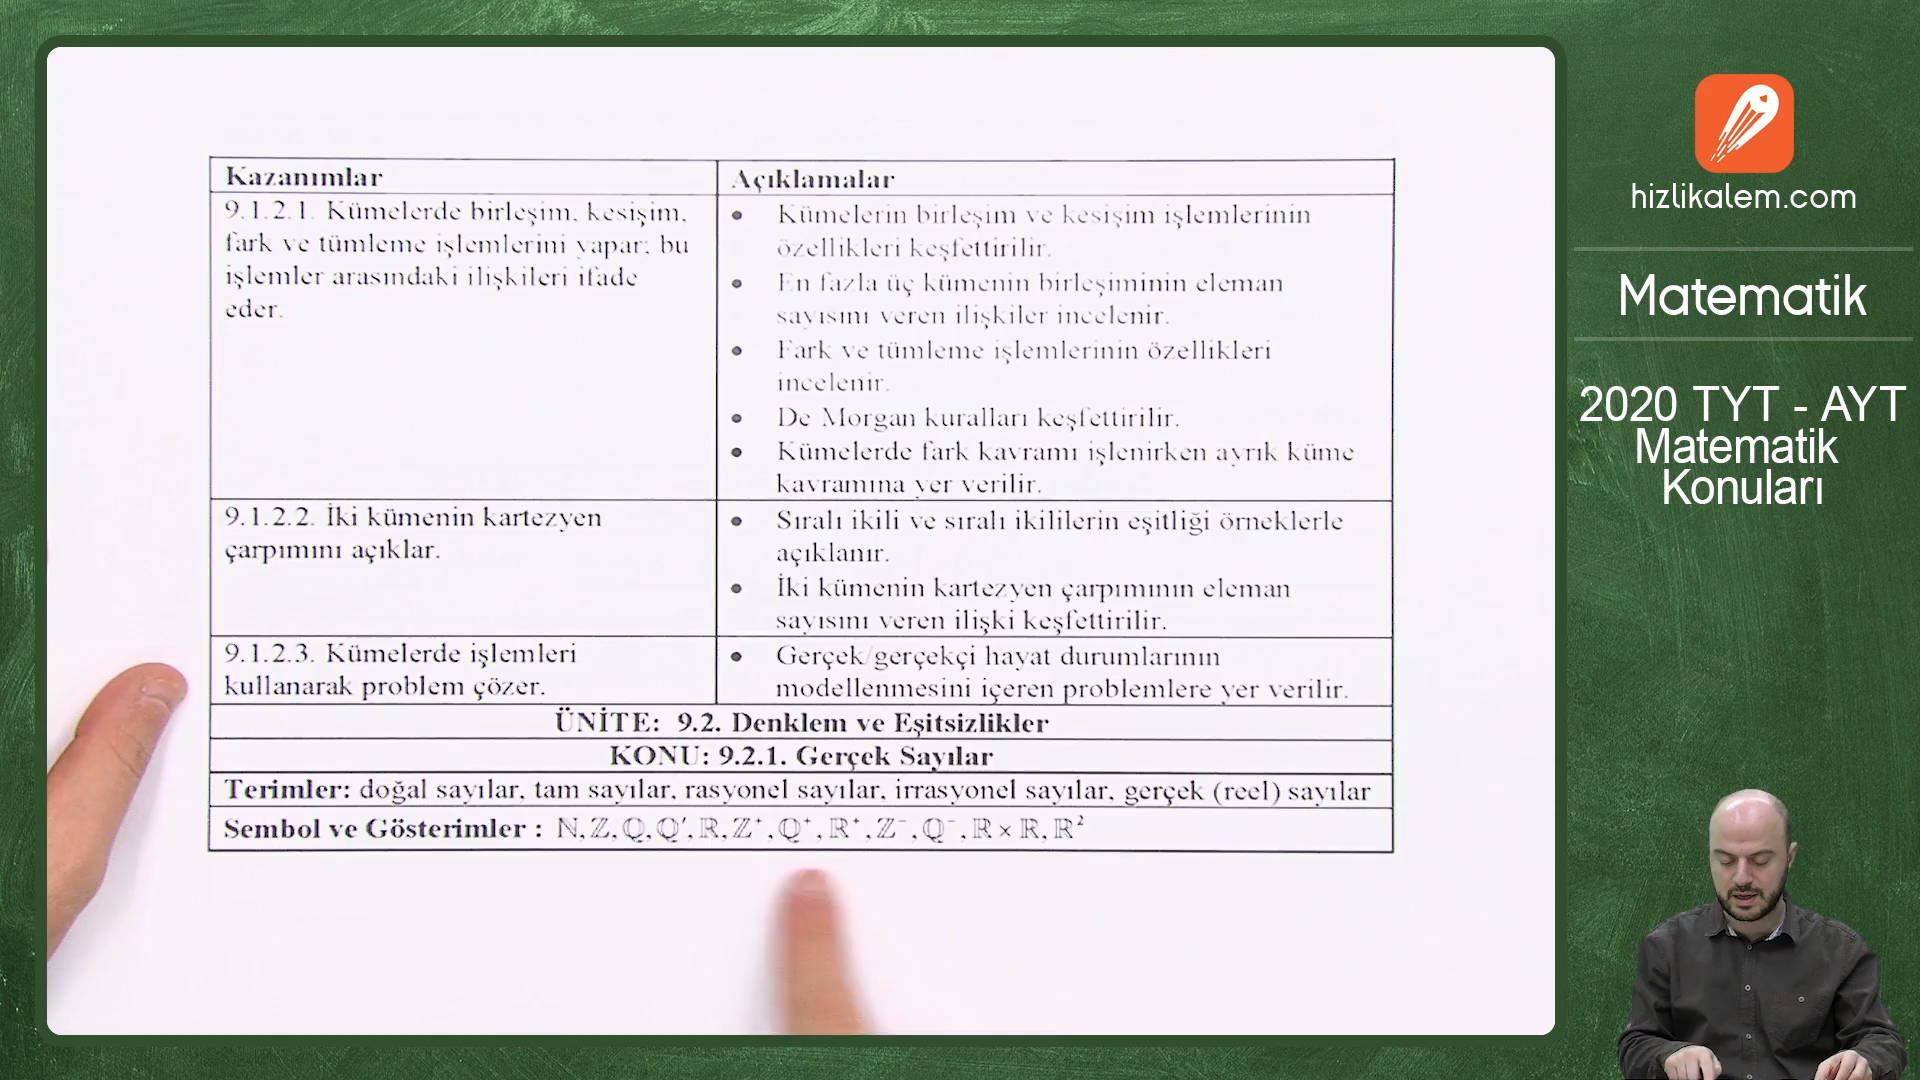 Kazanımlar
Açıklamalar
9.1.2.1. Kümelerde birleşim, kesişim,
fark ve tümleme işlemlerini yapar; bu
işlemler arasındaki ilişkileri ifade
eder.
• Kümelerin birleşim ve kesişim işlemlerinin
özellikleri keşfettirilir.
• En fazla üç kümenin birleşiminin eleman
sayısını veren ilişkiler incelenir.
• Fark ve tümleme işlemlerinin özellikleri
incelenir.
• De Morgan kuralları keşfettirilir.
• Kümelerde fark kavramı işlenirken ayrık küme
kavramına yer verilir.
9.1.2.2. İki kümenin kartezyen
çarpımını açıklar.
• Sıralı ikili ve sıralı ikililerin eşitliği örneklerle
açıklanır.
• İki kümenin kartezyen çarpımının eleman
sayısını veren ilişki keşfettirilir.
9.1.2.3. Kümelerde işlemleri
kullanarak problem çözer.
• Gerçek/gerçekçi hayat durumlarının
modellenmesini içeren problemlere yer verilir.
ÜNİTE: 9.2. Denklem ve Eşitsizlikler
KONU: 9.2.1. Gerçek Sayılar
Terimler: doğal sayılar, tam sayılar, rasyonel sayılar, irrasyonel sayılar, gerçek (reel) sayılar
Sembol ve Gösterimler : ℕ, ℤ, ℚ, ℚ′, ℝ, ℤ⁺, ℚ⁺, ℝ⁺, ℤ⁻, ℚ⁻, ℝ × ℝ, ℝ²
hizlikalem.com
Matematik
2020 TYT - AYT
Matematik
Konuları